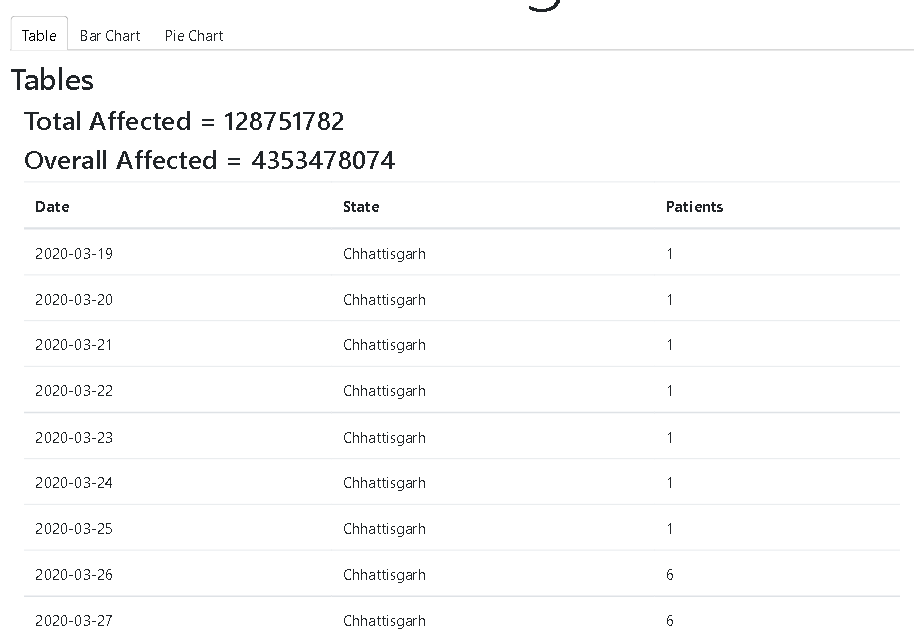 Table Bar Chart Pie Chart
Tables
Total Affected = 128751782
Overall Affected = 4353478074
Date State Patients
2020-03-19 Chhattisgarh 1
2020-03-20 Chhattisgarh 1
2020-03-21 Chhattisgarh 1
2020-03-22 Chhattisgarh 1
2020-03-23 Chhattisgarh 1
2020-03-24 Chhattisgarh 1
2020-03-25 Chhattisgarh 1
2020-03-26 Chhattisgarh 6
2020-03-27 Chhattisgarh 6